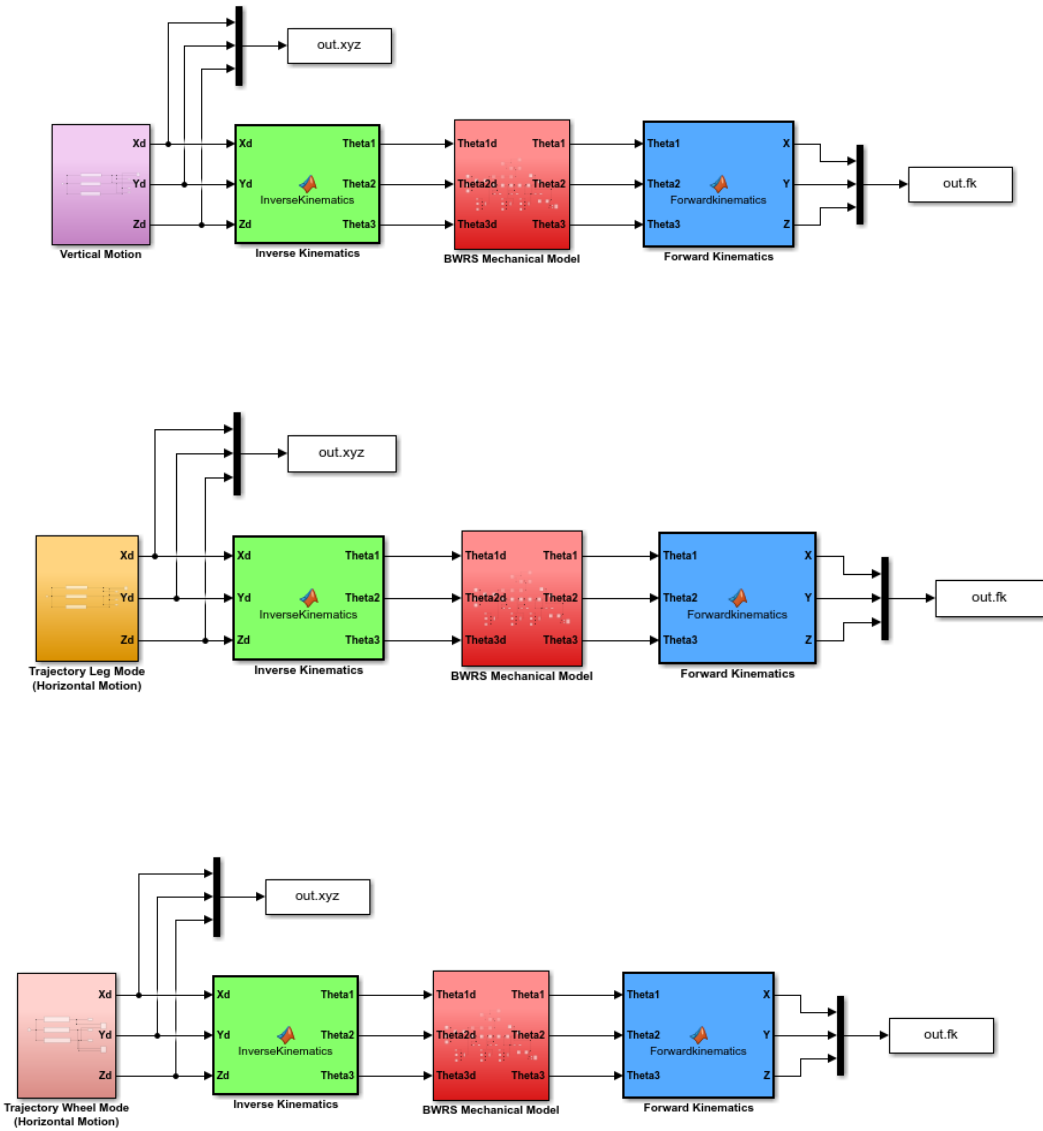 out.xyz
Xd
Yd
Zd
Vertical Motion
Xd
Yd
Zd
InverseKinematics
Theta1
Theta2
Theta3
Inverse Kinematics
Theta1d
Theta2d
Theta3d
Theta1
Theta2
Theta3
BWRS Mechanical Model
Theta1
Theta2
Theta3
Forwardkinematics
X
Y
Z
Forward Kinematics
out.fk
out.xyz
Xd
Yd
Zd
Trajectory Leg Mode
(Horizontal Motion)
Xd
Yd
Zd
InverseKinematics
Theta1
Theta2
Theta3
Inverse Kinematics
Theta1d
Theta2d
Theta3d
Theta1
Theta2
Theta3
BWRS Mechanical Model
Theta1
Theta2
Theta3
Forwardkinematics
X
Y
Z
Forward Kinematics
out.fk
out.xyz
Xd
Yd
Zd
Trajectory Wheel Mode
(Horizontal Motion)
Xd
Yd
Zd
InverseKinematics
Theta1
Theta2
Theta3
Inverse Kinematics
Theta1d
Theta2d
Theta3d
Theta1
Theta2
Theta3
BWRS Mechanical Model
Theta1
Theta2
Theta3
Forwardkinematics
X
Y
Z
Forward Kinematics
out.fk